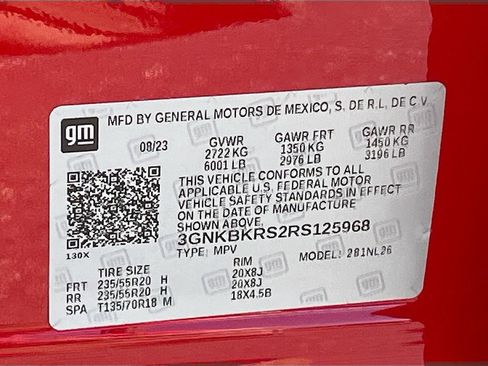 gm
MFD BY GENERAL MOTORS DE MEXICO, S. DE R.L. DE C.V.
08/23 GVWR GAWR FRT GAWR RR
2722 KG 1350 KG 1450 KG
6001 LB 2976 LB 3196 LB
THIS VEHICLE CONFORMS TO ALL
APPLICABLE U.S. FEDERAL MOTOR
VEHICLE SAFETY STANDARDS IN EFFECT
ON THE DATE OF MANUFACTURE
SHOWN ABOVE.
3GNKBKRS2RS125968
130X TYPE: MPV MODEL: 2B1NL26
TIRE SIZE RIM
FRT 235/55R20 H 20X8J
RR 235/55R20 H 20X8J
SPA T135/70R18 M 18X4.5B